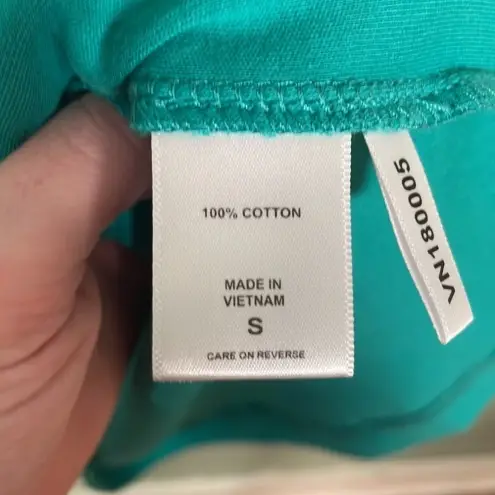 100% COTTON
MADE IN
VIETNAM
S
CARE ON REVERSE
VN180005